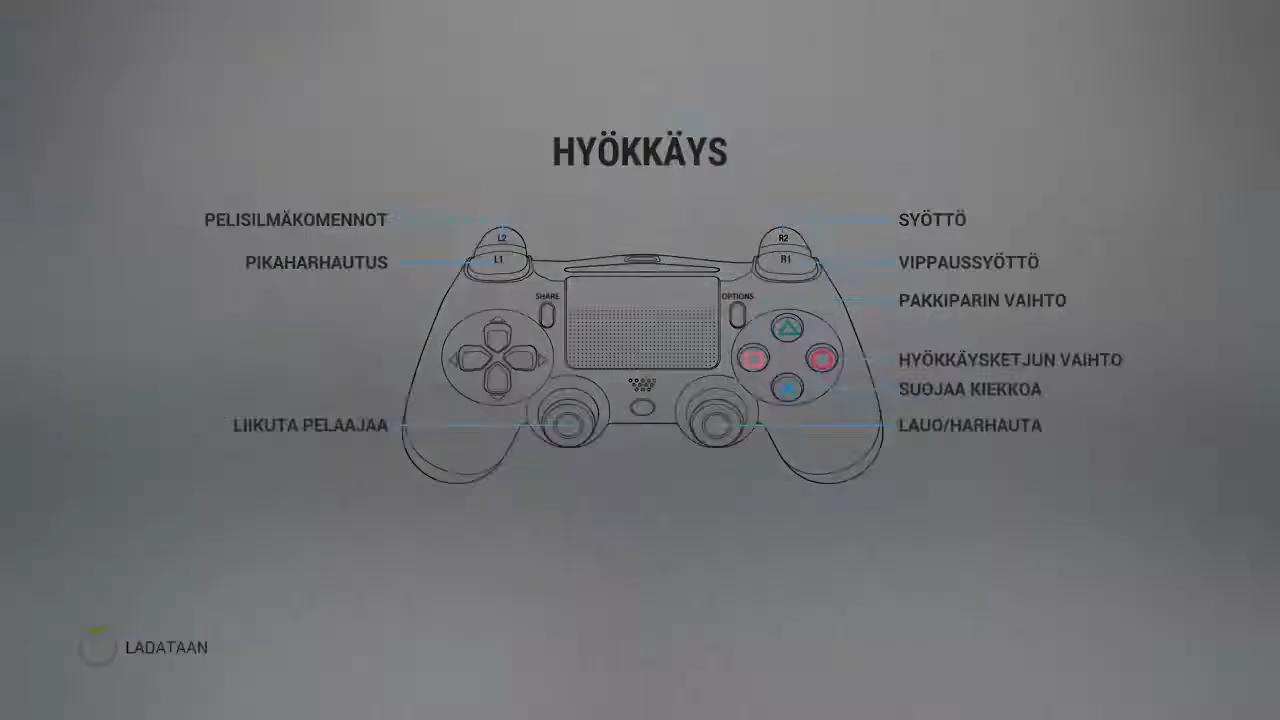 HYÖKKÄYS
PELISILMÄKOMENNOT
SYÖTTÖ
L2
R2
PIKAHARHAUTUS
L1
R1
VIPPAUSSYÖTTÖ
SHARE
OPTIONS
PAKKIPARIN VAIHTO
HYÖKKÄYSKETJUN VAIHTO
SUOJAA KIEKKOA
LIIKUTA PELAAJAA
LAUO/HARHAUTA
LADATAAN